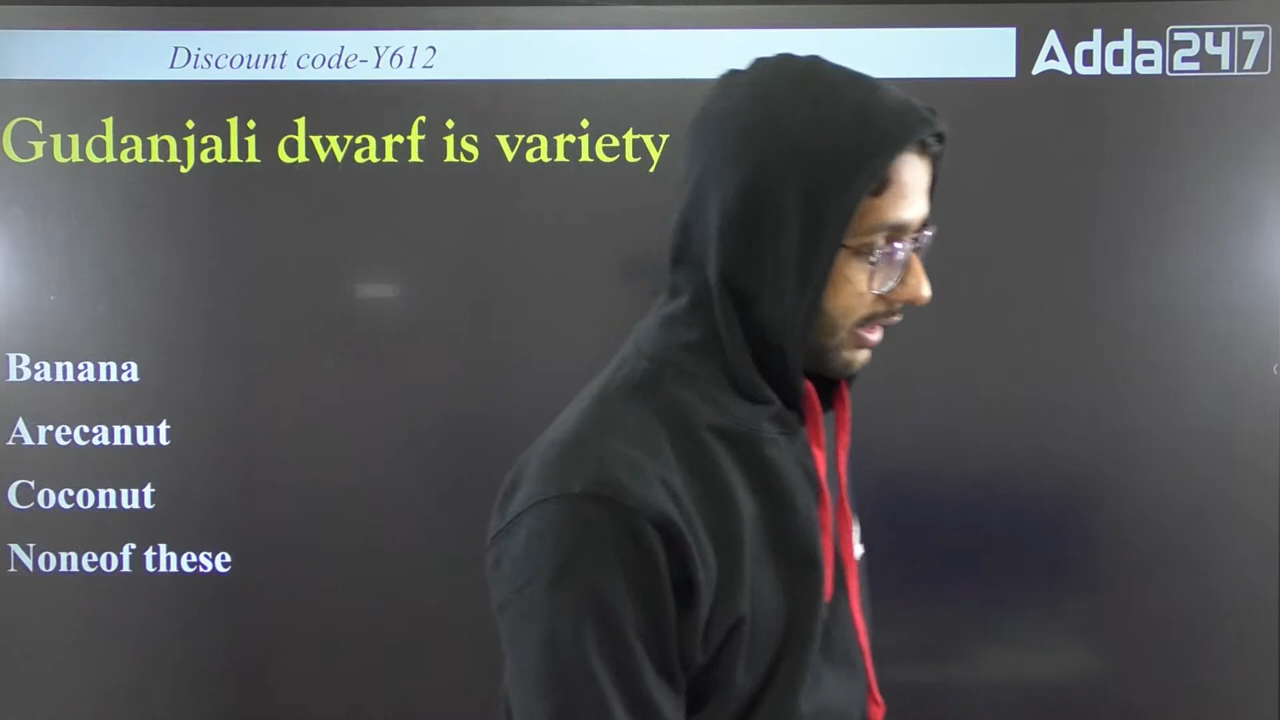 Discount code-Y612
Adda247
Gudanjali dwarf is variety
Banana
Arecanut
Coconut
Noneof these